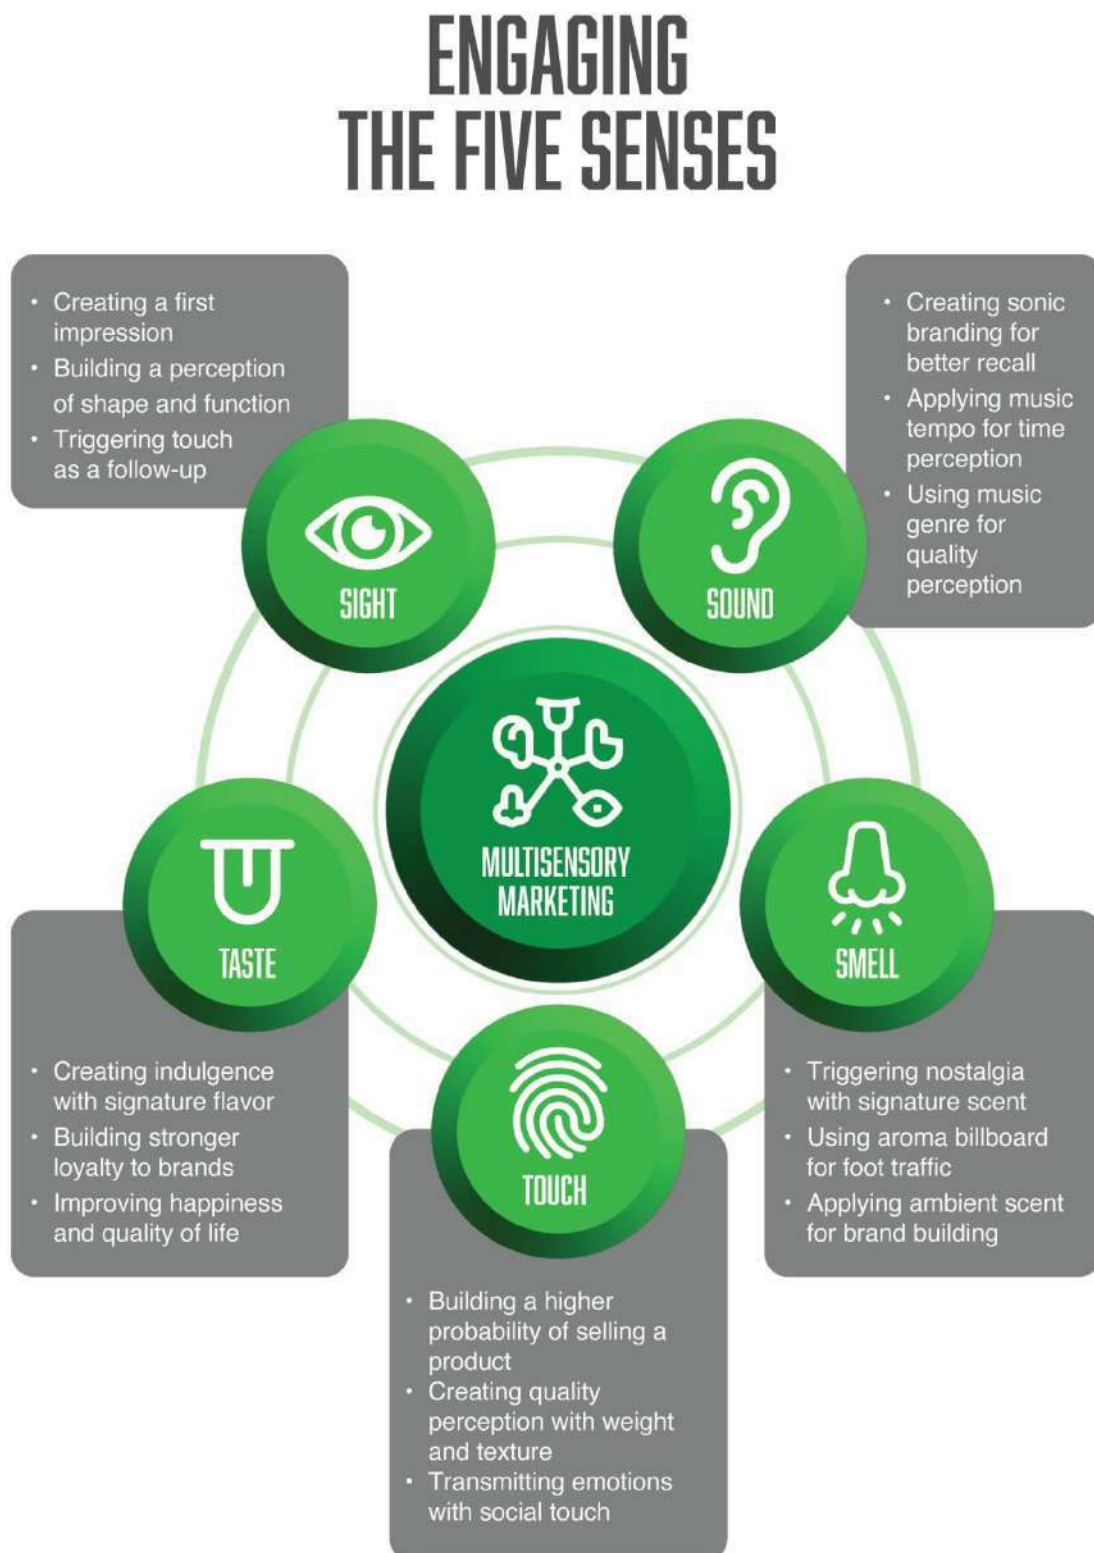 ENGAGING
THE FIVE SENSES
• Creating a first
impression
• Building a perception
of shape and function
• Triggering touch
as a follow-up
SIGHT
• Creating sonic
branding for
better recall
• Applying music
tempo for time
perception
• Using music
genre for
quality
perception
SOUND
MULTISENSORY
MARKETING
TASTE
• Creating indulgence
with signature flavor
• Building stronger
loyalty to brands
• Improving happiness
and quality of life
SMELL
• Triggering nostalgia
with signature scent
• Using aroma billboard
for foot traffic
• Applying ambient scent
for brand building
TOUCH
• Building a higher
probability of selling a
product
• Creating quality
perception with weight
and texture
• Transmitting emotions
with social touch